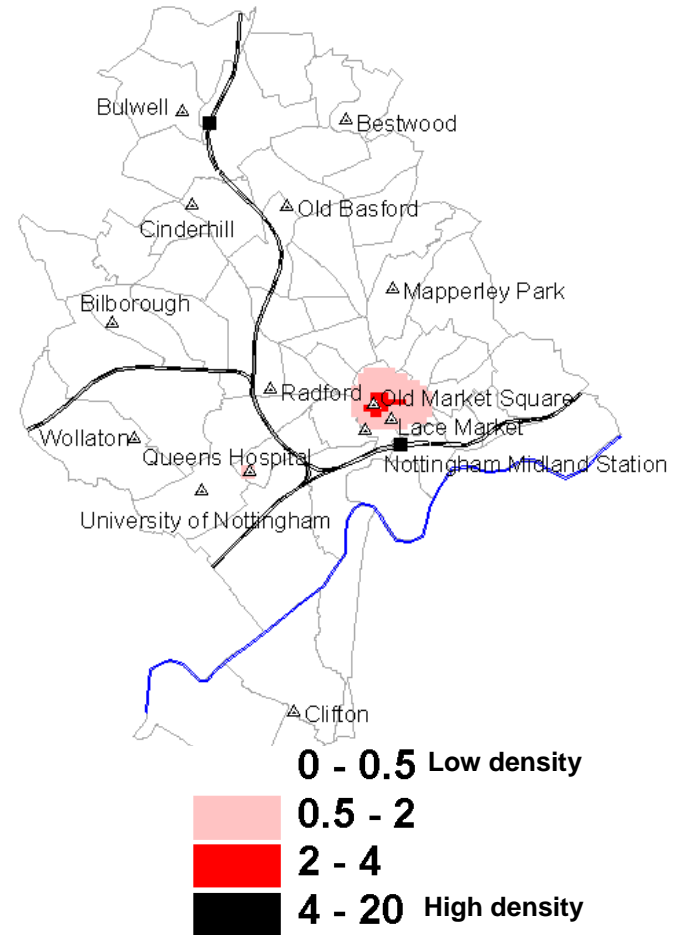 Bulwell
Bestwood
Old Basford
Cinderhill
Mapperley Park
Bilborough
Radford
Old Market Square
Lace Market
Wollaton
Queens Hospital
Nottingham Midland Station
University of Nottingham
Clifton
0 - 0.5 Low density
0.5 - 2
2 - 4
4 - 20 High density